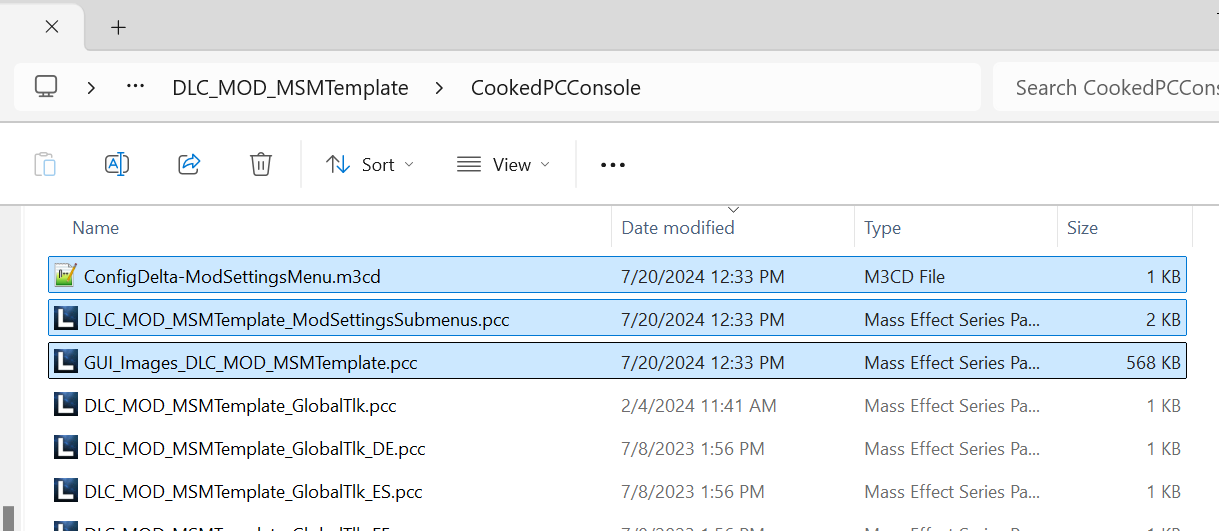 DLC_MOD_MSMTemplate > CookedPCConsole Search CookedPCCons
Sort View
Name Date modified Type Size
ConfigDelta-ModSettingsMenu.m3cd 7/20/2024 12:33 PM M3CD File 1 KB
DLC_MOD_MSMTemplate_ModSettingsSubmenus.pcc 7/20/2024 12:33 PM Mass Effect Series Pa... 2 KB
GUI_Images_DLC_MOD_MSMTemplate.pcc 7/20/2024 12:33 PM Mass Effect Series Pa... 568 KB
DLC_MOD_MSMTemplate_GlobalTlk.pcc 2/4/2024 11:41 AM Mass Effect Series Pa... 1 KB
DLC_MOD_MSMTemplate_GlobalTlk_DE.pcc 7/8/2023 1:56 PM Mass Effect Series Pa... 1 KB
DLC_MOD_MSMTemplate_GlobalTlk_ES.pcc 7/8/2023 1:56 PM Mass Effect Series Pa... 1 KB